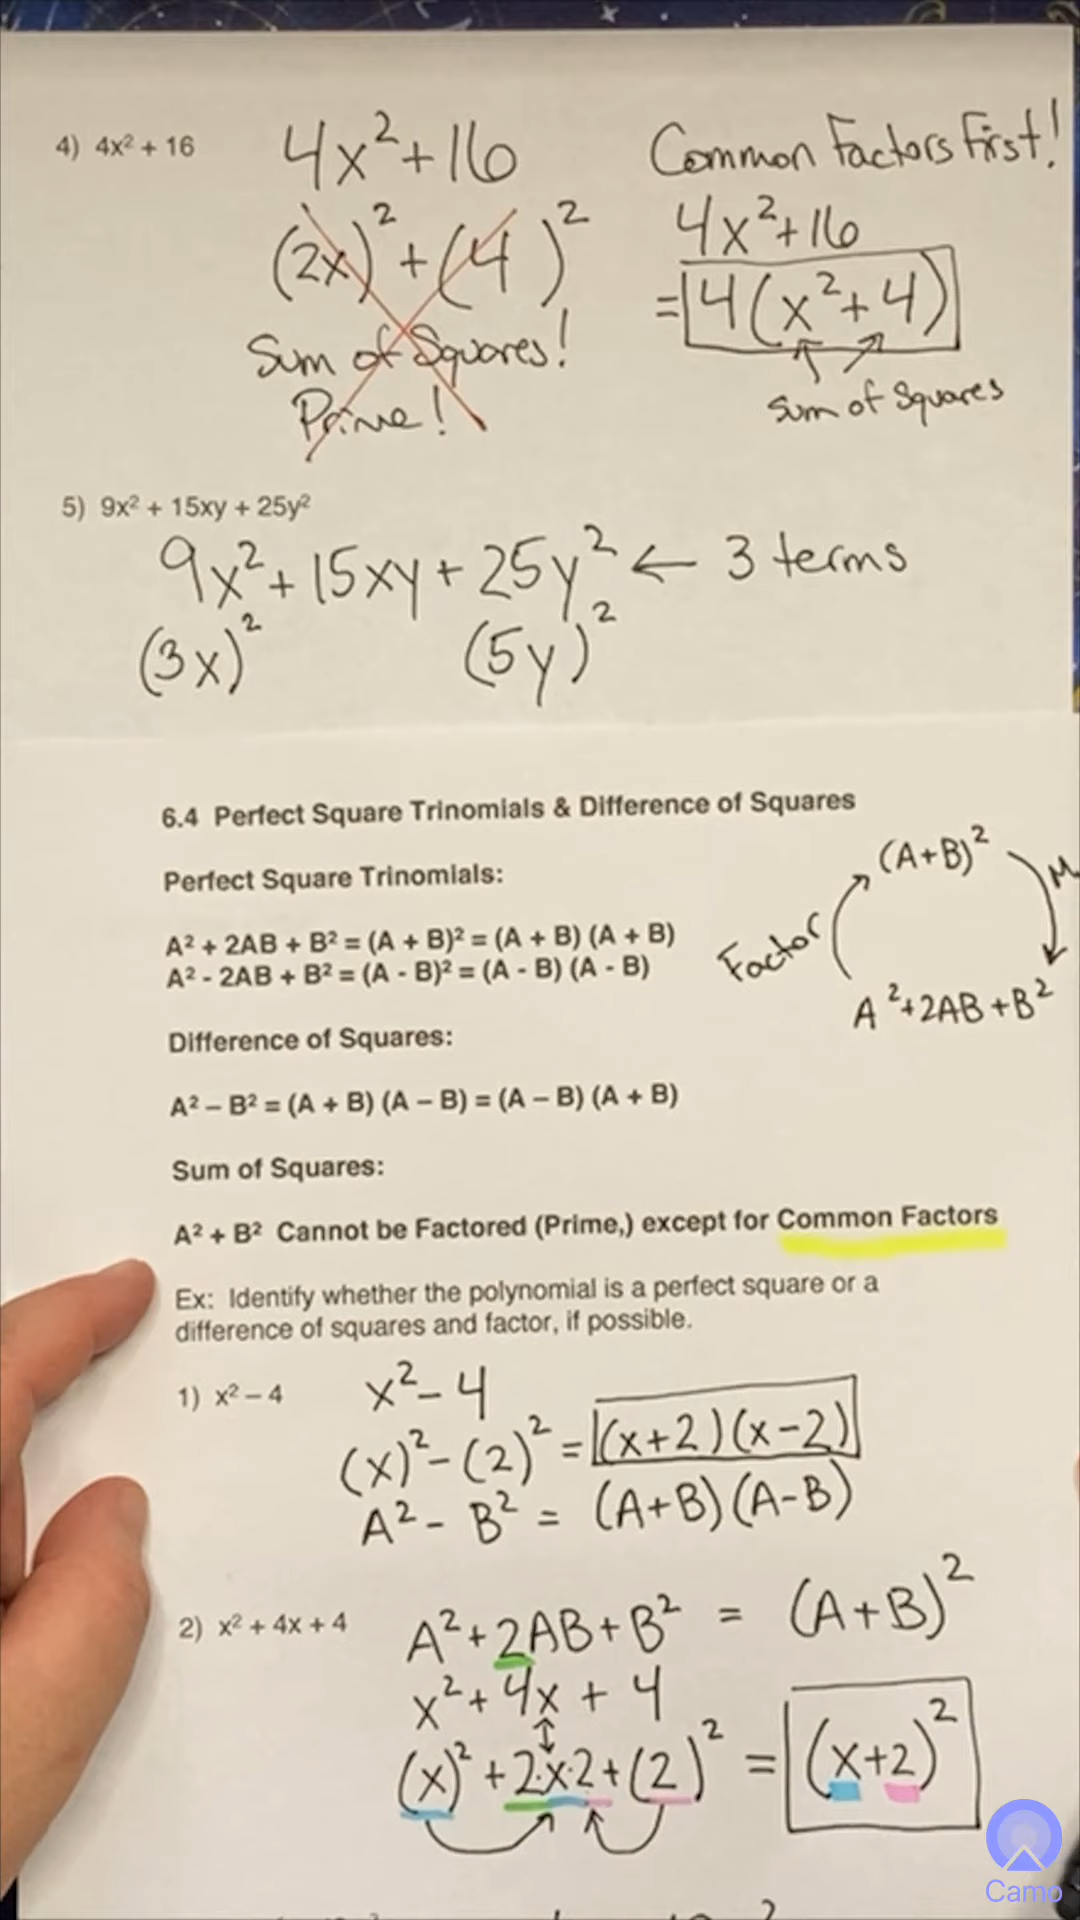 4) 4x² + 16
4x² + 16
(2x)² + (4)²
Sum of Squares!
Prime!
Common Factors First!
4x² + 16
= 4(x² + 4)
Sum of Squares
5) 9x² + 15xy + 25y²
9x² + 15xy + 25y² ← 3 terms
(3x)² (5y)²
6.4 Perfect Square Trinomials & Difference of Squares
Perfect Square Trinomials:
A² + 2AB + B² = (A + B)² = (A + B) (A + B)
A² - 2AB + B² = (A - B)² = (A - B) (A - B)
(A+B)²
Factor
M
A² + 2AB + B²
Difference of Squares:
A² – B² = (A + B) (A – B) = (A – B) (A + B)
Sum of Squares:
A² + B² Cannot be Factored (Prime,) except for Common Factors
Ex: Identify whether the polynomial is a perfect square or a
difference of squares and factor, if possible.
1) x² – 4
x² - 4
(x)² - (2)² = (x+2)(x-2)
A² - B² = (A+B)(A-B)
2) x² + 4x + 4
A² + 2AB + B² = (A+B)²
x² + 4x + 4
(x)² + 2·x·2 + (2)² = (x+2)²
Camo